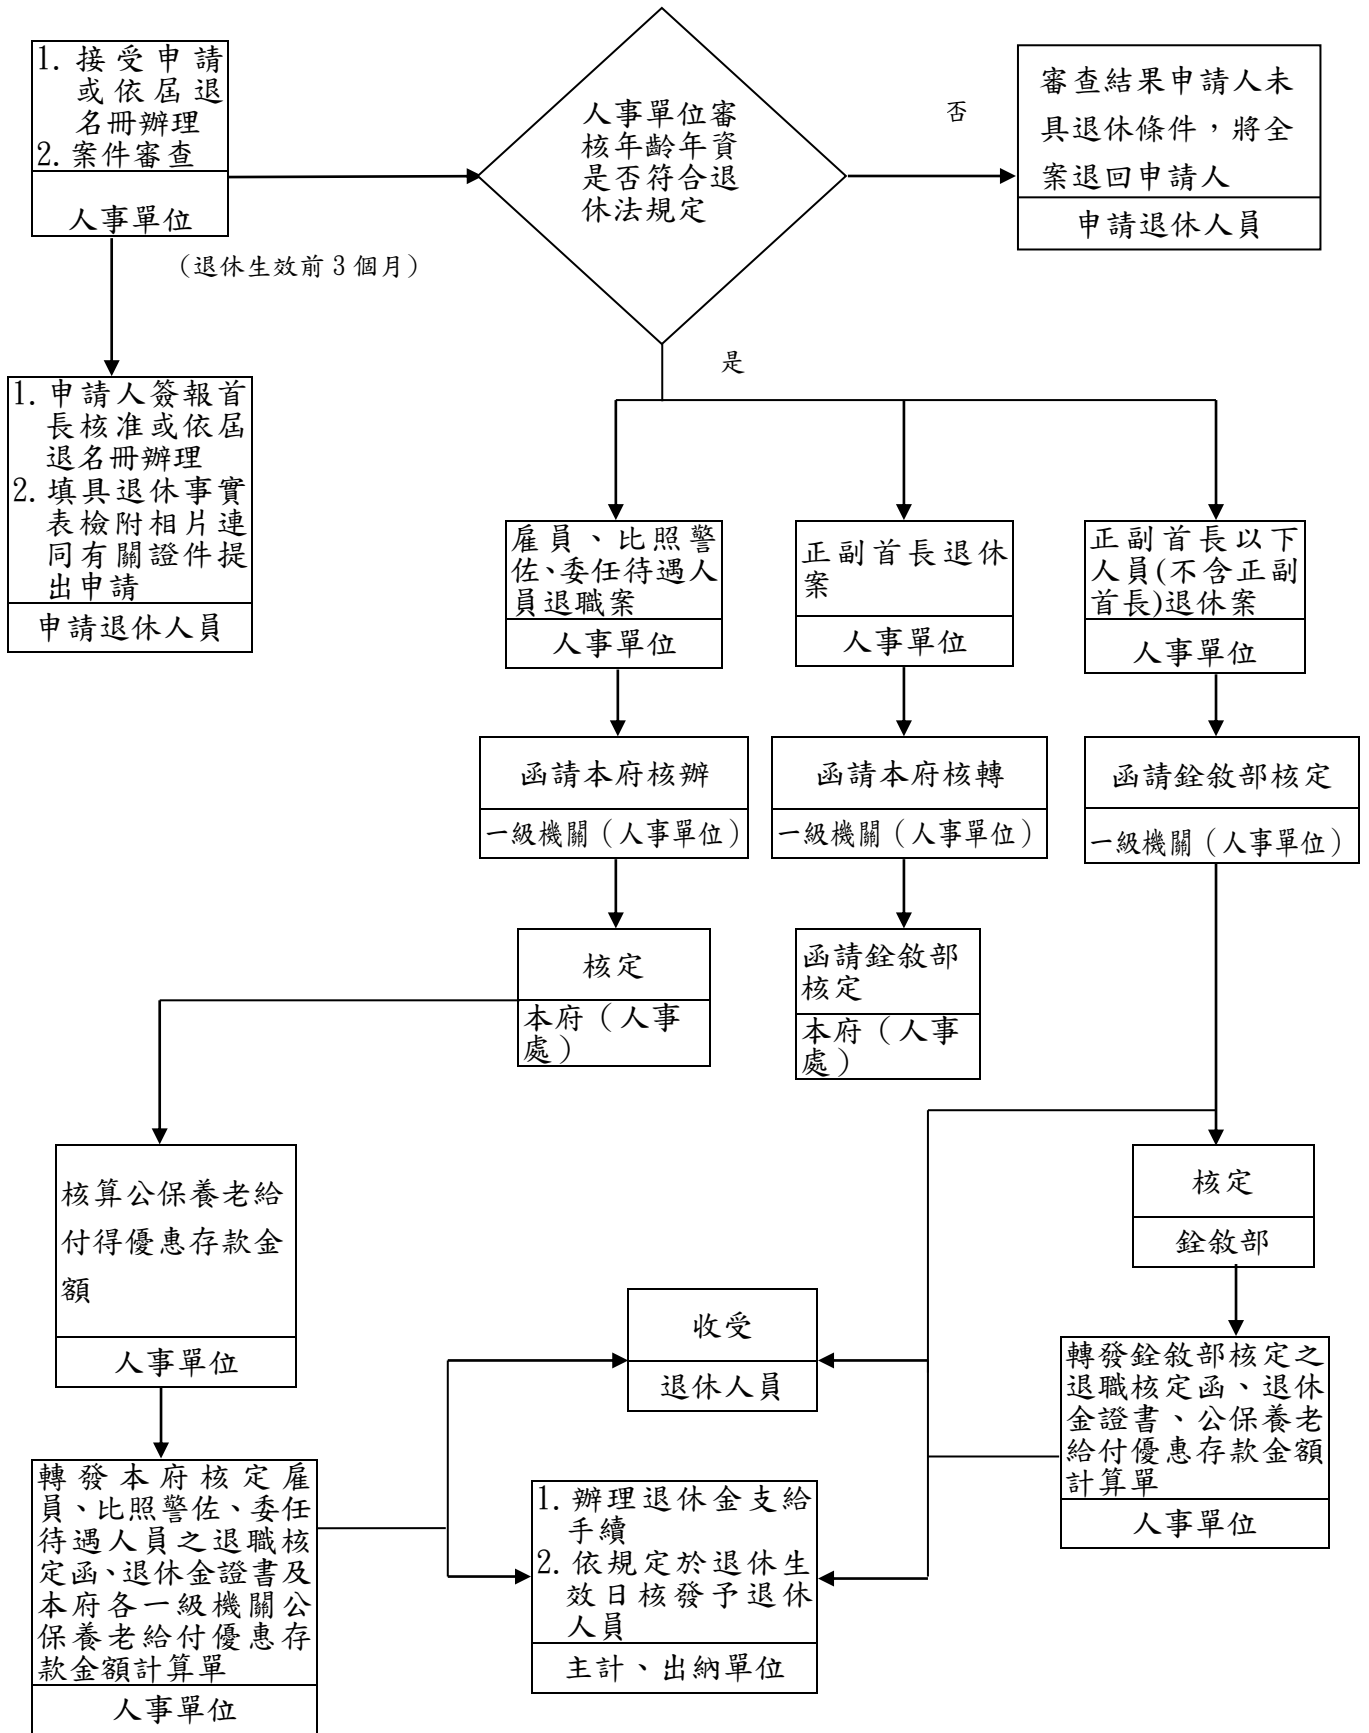 1. 接受申請
或依屆退
名冊辦理
2. 案件審查
人事單位
人事單位審
核年齡年資
是否符合退
休法規定
否
審查結果申請人未
具退休條件，將全
案退回申請人
申請退休人員
（退休生效前 3 個月）
是
1. 申請人簽報首
長核准或依屆
退名冊辦理
2. 填具退休事實
表檢附相片連
同有關證件提
出申請
申請退休人員
雇員、比照警
佐、委任待遇人
員退職案
人事單位
正副首長退休
案
人事單位
正副首長以下
人員(不含正副
首長)退休案
人事單位
函請本府核辦
一級機關（人事單位）
函請本府核轉
一級機關（人事單位）
函請銓敘部核定
一級機關（人事單位）
核定
本府（人事
處）
函請銓敘部
核定
本府（人事
處）
核算公保養老給
付得優惠存款金
額
人事單位
核定
銓敘部
收受
退休人員
轉發銓敘部核定之
退職核定函、退休
金證書、公保養老
給付優惠存款金額
計算單
人事單位
轉發本府核定雇
員、比照警佐、委任
待遇人員之退職核
定函、退休金證書及
本府各一級機關公
保養老給付優惠存
款金額計算單
人事單位
1. 辦理退休金支給
手續
2. 依規定於退休生
效日核發予退休
人員
主計、出納單位